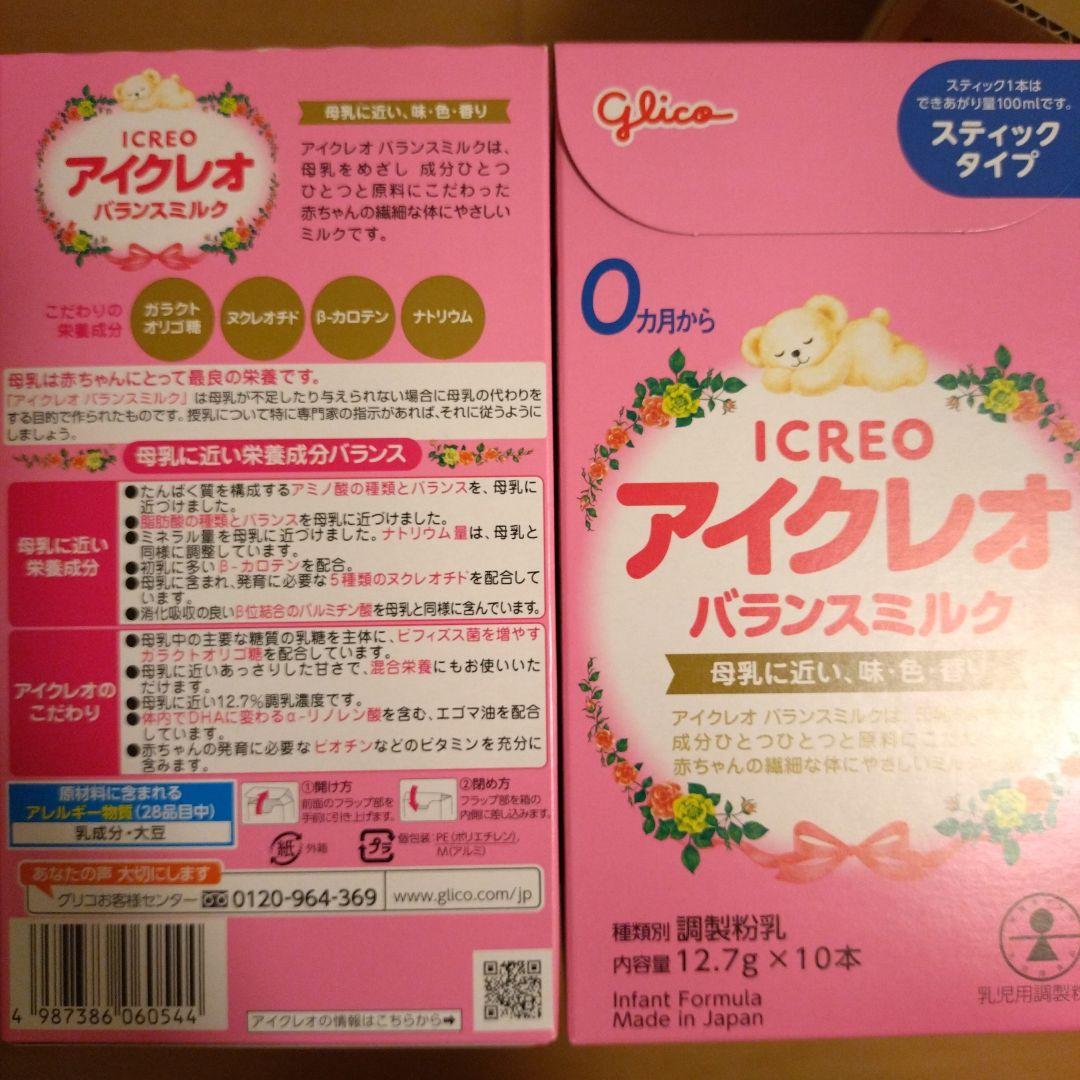 ICREO
アイクレオ
バランスミルク
母乳に近い、味・色・香り
アイクレオ バランスミルクは、
母乳をめざし 成分ひとつ
ひとつと原料にこだわった
赤ちゃんの繊細な体にやさしい
ミルクです。
こだわりの
栄養成分
ガラクト
オリゴ糖
ヌクレオチド
β-カロテン
ナトリウム
母乳は赤ちゃんにとって最良の栄養です。
「アイクレオ バランスミルク」は母乳が不足したり与えられない場合に母乳の代わりを
する目的で作られたものです。授乳について特に専門家の指示があれば、それに従うように
しましょう。
母乳に近い栄養成分バランス
母乳に近い
栄養成分
●たんぱく質を構成するアミノ酸の種類とバランスを、母乳に
近づけました。
●脂肪酸の種類とバランスを母乳に近づけました。
●ミネラル量を母乳に近づけました。ナトリウム量は、母乳と
同様に調整しています。
●初乳に多いβ-カロテンを配合。
●母乳に含まれ、発育に必要な5種類のヌクレオチドを配合して
います。
●消化吸収の良いβ位結合のパルミチン酸を母乳と同様に含んでいます。
アイクレオの
こだわり
●母乳中の主要な糖質の乳糖を主体に、ビフィズス菌を増やす
ガラクトオリゴ糖を配合しています。
●母乳に近いあっさりした甘さで、混合栄養にもお使いいた
だけます。
●母乳に近い12.7%調乳濃度です。
●体内でDHAに変わるα-リノレン酸を含む、エゴマ油を配合
しています。
●赤ちゃんの発育に必要なビオチンなどのビタミンを充分に
含みます。
原材料に含まれる
アレルギー物質(28品目中)
乳成分・大豆
①開け方
前面のフラップ部を
手前に引き上げます。
②閉め方
フラップ部を箱の
内側に差し込みます。
紙 外箱
プラ
個包装:PE(ポリエチレン)、
M(アルミ)
あなたの声 大切にします
グリコお客様センター 0120-964-369
www.glico.com/jp
4 987386 060544
アイクレオの情報はこちらから→
Glico
スティック1本は
できあがり量100mlです。
スティック
タイプ
0ヵ月から
ICREO
アイクレオ
バランスミルク
母乳に近い、味・色・香り
アイクレオ バランスミルクは、
成分ひとつひとつと原料にこだ
赤ちゃんの繊細な体にやさしいミルク
種類別 調製粉乳
内容量 12.7g×10本
Infant Formula
Made in Japan
乳児用調製粉